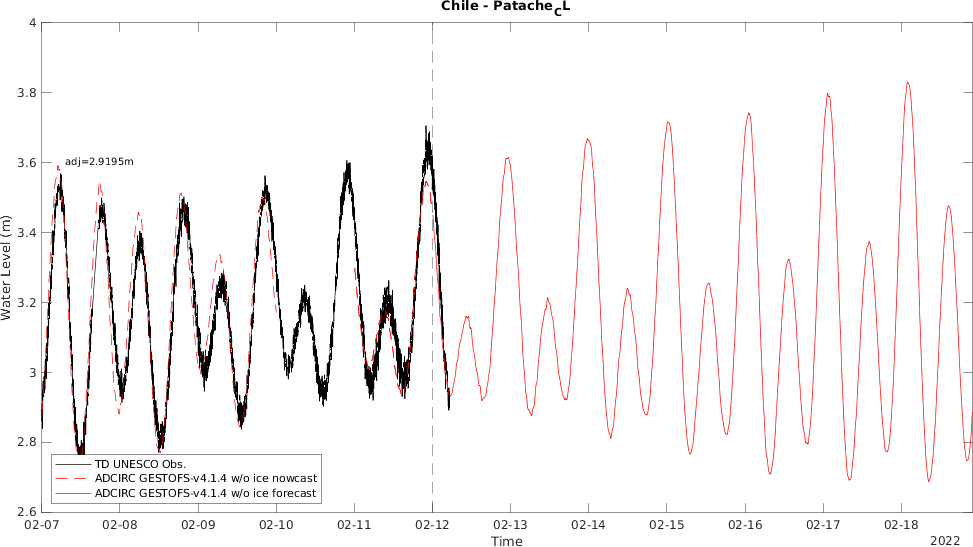 Chile - Patache_CL
4
3.8
3.6
3.4
3.2
3
2.8
2.6
Water Level (m)
adj=2.9195m
TD UNESCO Obs.
ADCIRC GESTOFS-v4.1.4 w/o ice nowcast
ADCIRC GESTOFS-v4.1.4 w/o ice forecast
02-07 02-08 02-09 02-10 02-11 02-12 02-13 02-14 02-15 02-16 02-17 02-18
Time
2022